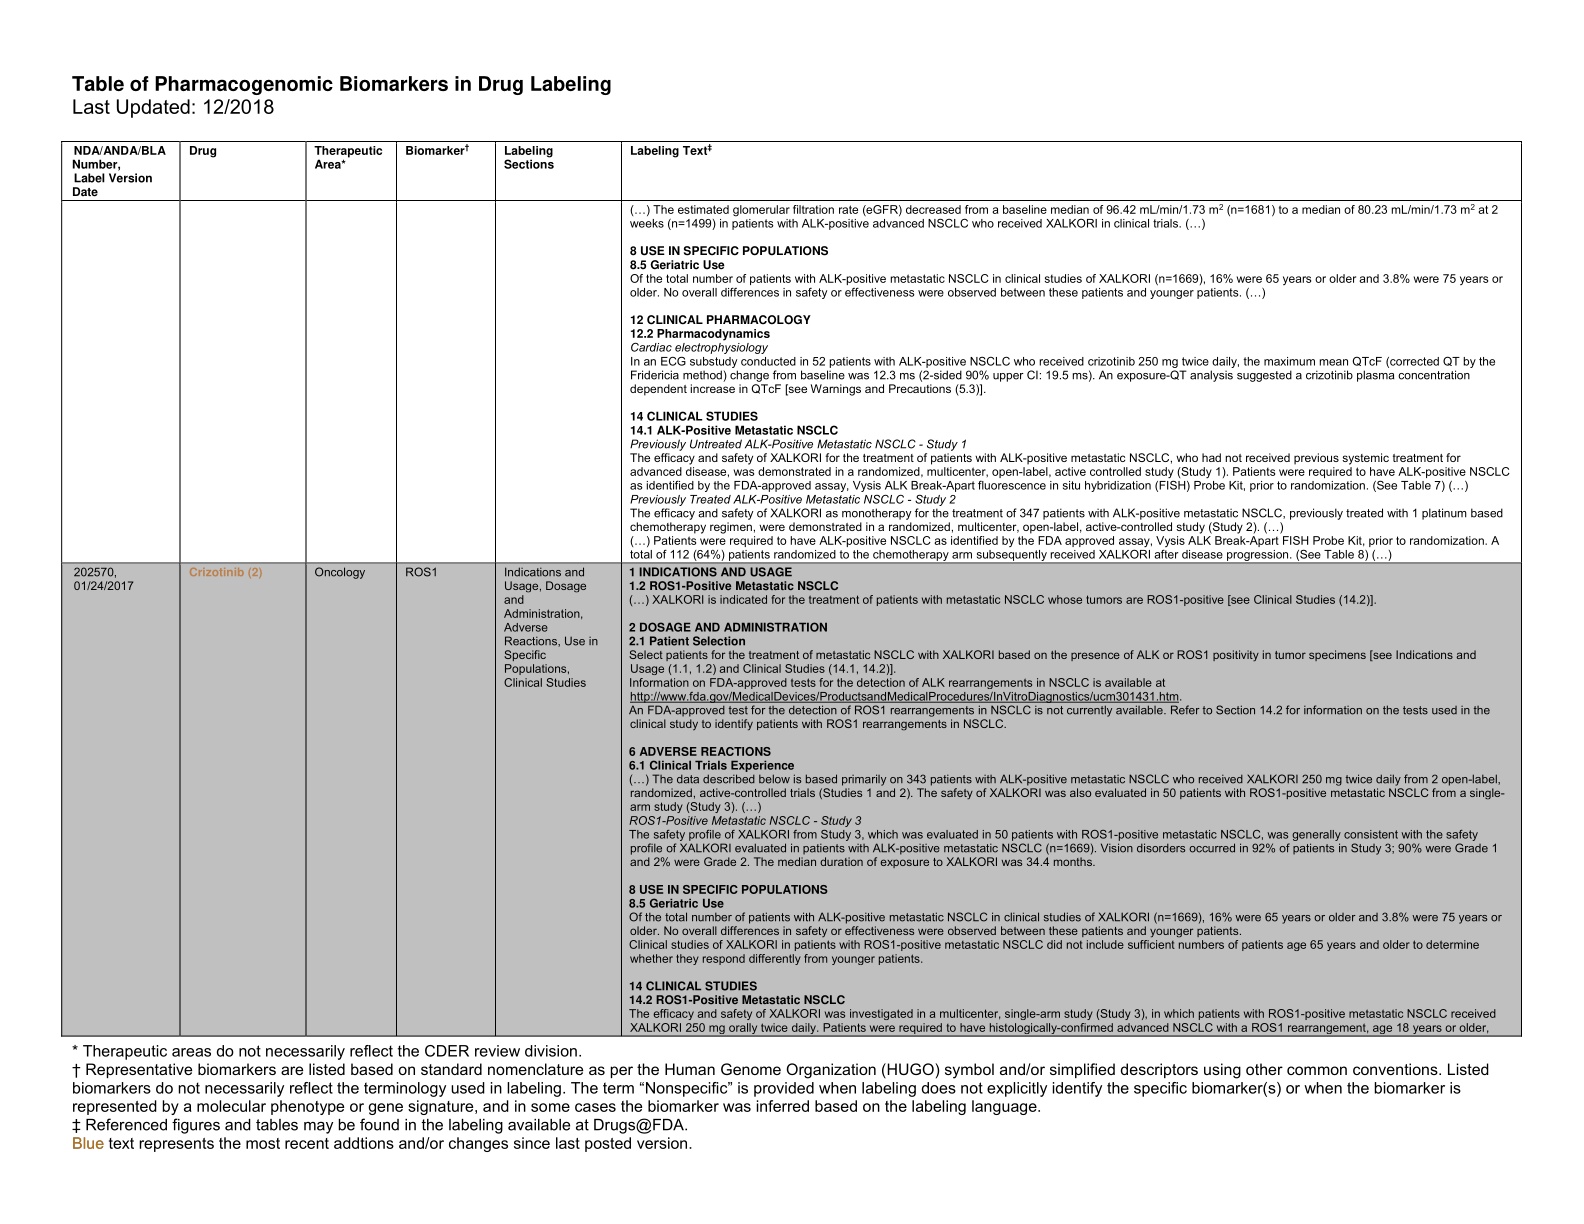 Table of Pharmacogenomic Biomarkers in Drug Labeling
Last Updated: 12/2018
NDA/ANDA/BLA
Number,
Label Version
Date
Drug
Therapeutic
Area*
Biomarker†
Labeling
Sections
Labeling Text‡
(…) The estimated glomerular filtration rate (eGFR) decreased from a baseline median of 96.42 mL/min/1.73 m2 (n=1681) to a median of 80.23 mL/min/1.73 m2 at 2
weeks (n=1499) in patients with ALK-positive advanced NSCLC who received XALKORI in clinical trials. (…)
8 USE IN SPECIFIC POPULATIONS
8.5 Geriatric Use
Of the total number of patients with ALK-positive metastatic NSCLC in clinical studies of XALKORI (n=1669), 16% were 65 years or older and 3.8% were 75 years or
older. No overall differences in safety or effectiveness were observed between these patients and younger patients. (…)
12 CLINICAL PHARMACOLOGY
12.2 Pharmacodynamics
Cardiac electrophysiology
In an ECG substudy conducted in 52 patients with ALK-positive NSCLC who received crizotinib 250 mg twice daily, the maximum mean QTcF (corrected QT by the
Fridericia method) change from baseline was 12.3 ms (2-sided 90% upper CI: 19.5 ms). An exposure-QT analysis suggested a crizotinib plasma concentration
dependent increase in QTcF [see Warnings and Precautions (5.3)].
14 CLINICAL STUDIES
14.1 ALK-Positive Metastatic NSCLC
Previously Untreated ALK-Positive Metastatic NSCLC - Study 1
The efficacy and safety of XALKORI for the treatment of patients with ALK-positive metastatic NSCLC, who had not received previous systemic treatment for
advanced disease, was demonstrated in a randomized, multicenter, open-label, active controlled study (Study 1). Patients were required to have ALK-positive NSCLC
as identified by the FDA-approved assay, Vysis ALK Break-Apart fluorescence in situ hybridization (FISH) Probe Kit, prior to randomization. (See Table 7) (…)
Previously Treated ALK-Positive Metastatic NSCLC - Study 2
The efficacy and safety of XALKORI as monotherapy for the treatment of 347 patients with ALK-positive metastatic NSCLC, previously treated with 1 platinum based
chemotherapy regimen, were demonstrated in a randomized, multicenter, open-label, active-controlled study (Study 2). (…)
(…) Patients were required to have ALK-positive NSCLC as identified by the FDA approved assay, Vysis ALK Break-Apart FISH Probe Kit, prior to randomization. A
total of 112 (64%) patients randomized to the chemotherapy arm subsequently received XALKORI after disease progression. (See Table 8) (…)
202570,
01/24/2017
Crizotinib (2)
Oncology
ROS1
Indications and
Usage, Dosage
and
Administration,
Adverse
Reactions, Use in
Specific
Populations,
Clinical Studies
1 INDICATIONS AND USAGE
1.2 ROS1-Positive Metastatic NSCLC
(…) XALKORI is indicated for the treatment of patients with metastatic NSCLC whose tumors are ROS1-positive [see Clinical Studies (14.2)].
2 DOSAGE AND ADMINISTRATION
2.1 Patient Selection
Select patients for the treatment of metastatic NSCLC with XALKORI based on the presence of ALK or ROS1 positivity in tumor specimens [see Indications and
Usage (1.1, 1.2) and Clinical Studies (14.1, 14.2)].
Information on FDA-approved tests for the detection of ALK rearrangements in NSCLC is available at
http://www.fda.gov/MedicalDevices/ProductsandMedicalProcedures/InVitroDiagnostics/ucm301431.htm.
An FDA-approved test for the detection of ROS1 rearrangements in NSCLC is not currently available. Refer to Section 14.2 for information on the tests used in the
clinical study to identify patients with ROS1 rearrangements in NSCLC.
6 ADVERSE REACTIONS
6.1 Clinical Trials Experience
(…) The data described below is based primarily on 343 patients with ALK-positive metastatic NSCLC who received XALKORI 250 mg twice daily from 2 open-label,
randomized, active-controlled trials (Studies 1 and 2). The safety of XALKORI was also evaluated in 50 patients with ROS1-positive metastatic NSCLC from a single-
arm study (Study 3). (…)
ROS1-Positive Metastatic NSCLC - Study 3
The safety profile of XALKORI from Study 3, which was evaluated in 50 patients with ROS1-positive metastatic NSCLC, was generally consistent with the safety
profile of XALKORI evaluated in patients with ALK-positive metastatic NSCLC (n=1669). Vision disorders occurred in 92% of patients in Study 3; 90% were Grade 1
and 2% were Grade 2. The median duration of exposure to XALKORI was 34.4 months.
8 USE IN SPECIFIC POPULATIONS
8.5 Geriatric Use
Of the total number of patients with ALK-positive metastatic NSCLC in clinical studies of XALKORI (n=1669), 16% were 65 years or older and 3.8% were 75 years or
older. No overall differences in safety or effectiveness were observed between these patients and younger patients.
Clinical studies of XALKORI in patients with ROS1-positive metastatic NSCLC did not include sufficient numbers of patients age 65 years and older to determine
whether they respond differently from younger patients.
14 CLINICAL STUDIES
14.2 ROS1-Positive Metastatic NSCLC
The efficacy and safety of XALKORI was investigated in a multicenter, single-arm study (Study 3), in which patients with ROS1-positive metastatic NSCLC received
XALKORI 250 mg orally twice daily. Patients were required to have histologically-confirmed advanced NSCLC with a ROS1 rearrangement, age 18 years or older,
* Therapeutic areas do not necessarily reflect the CDER review division.
† Representative biomarkers are listed based on standard nomenclature as per the Human Genome Organization (HUGO) symbol and/or simplified descriptors using other common conventions. Listed
biomarkers do not necessarily reflect the terminology used in labeling. The term “Nonspecific” is provided when labeling does not explicitly identify the specific biomarker(s) or when the biomarker is
represented by a molecular phenotype or gene signature, and in some cases the biomarker was inferred based on the labeling language.
‡ Referenced figures and tables may be found in the labeling available at Drugs@FDA.
Blue text represents the most recent addtions and/or changes since last posted version.